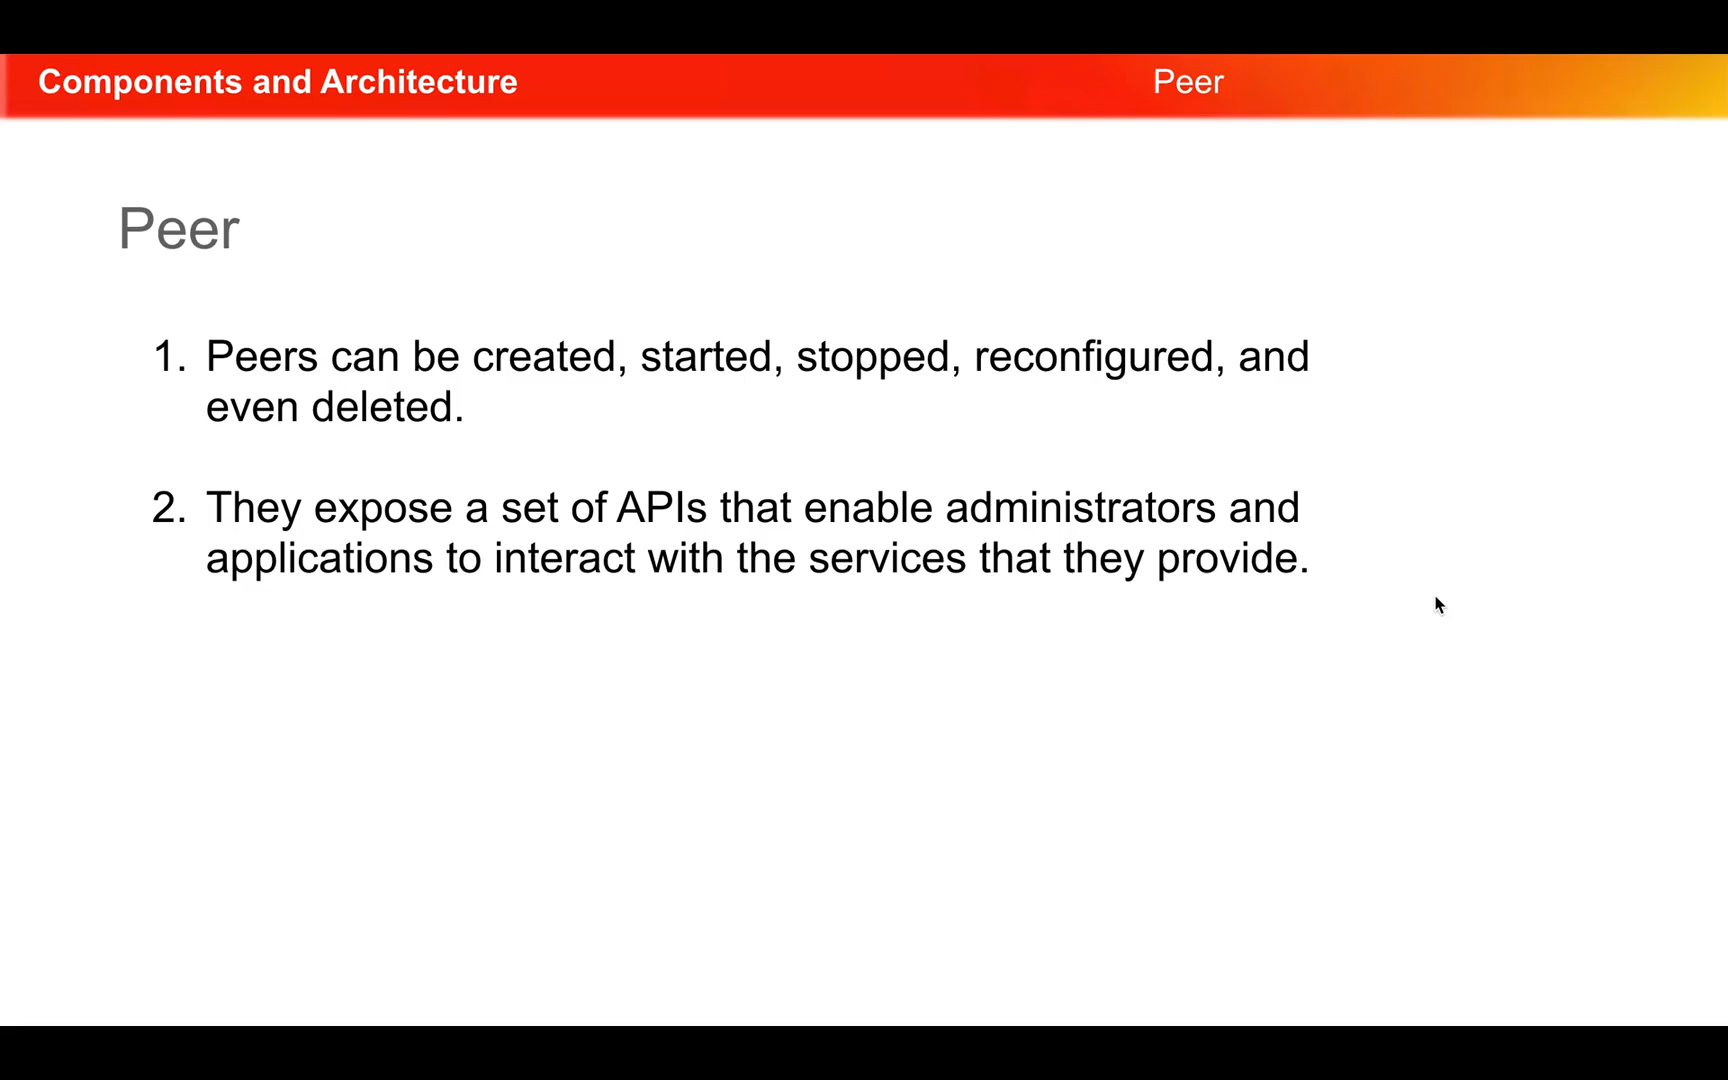 Components and Architecture
Peer
Peer
1. Peers can be created, started, stopped, reconfigured, and
even deleted.
2. They expose a set of APIs that enable administrators and
applications to interact with the services that they provide.